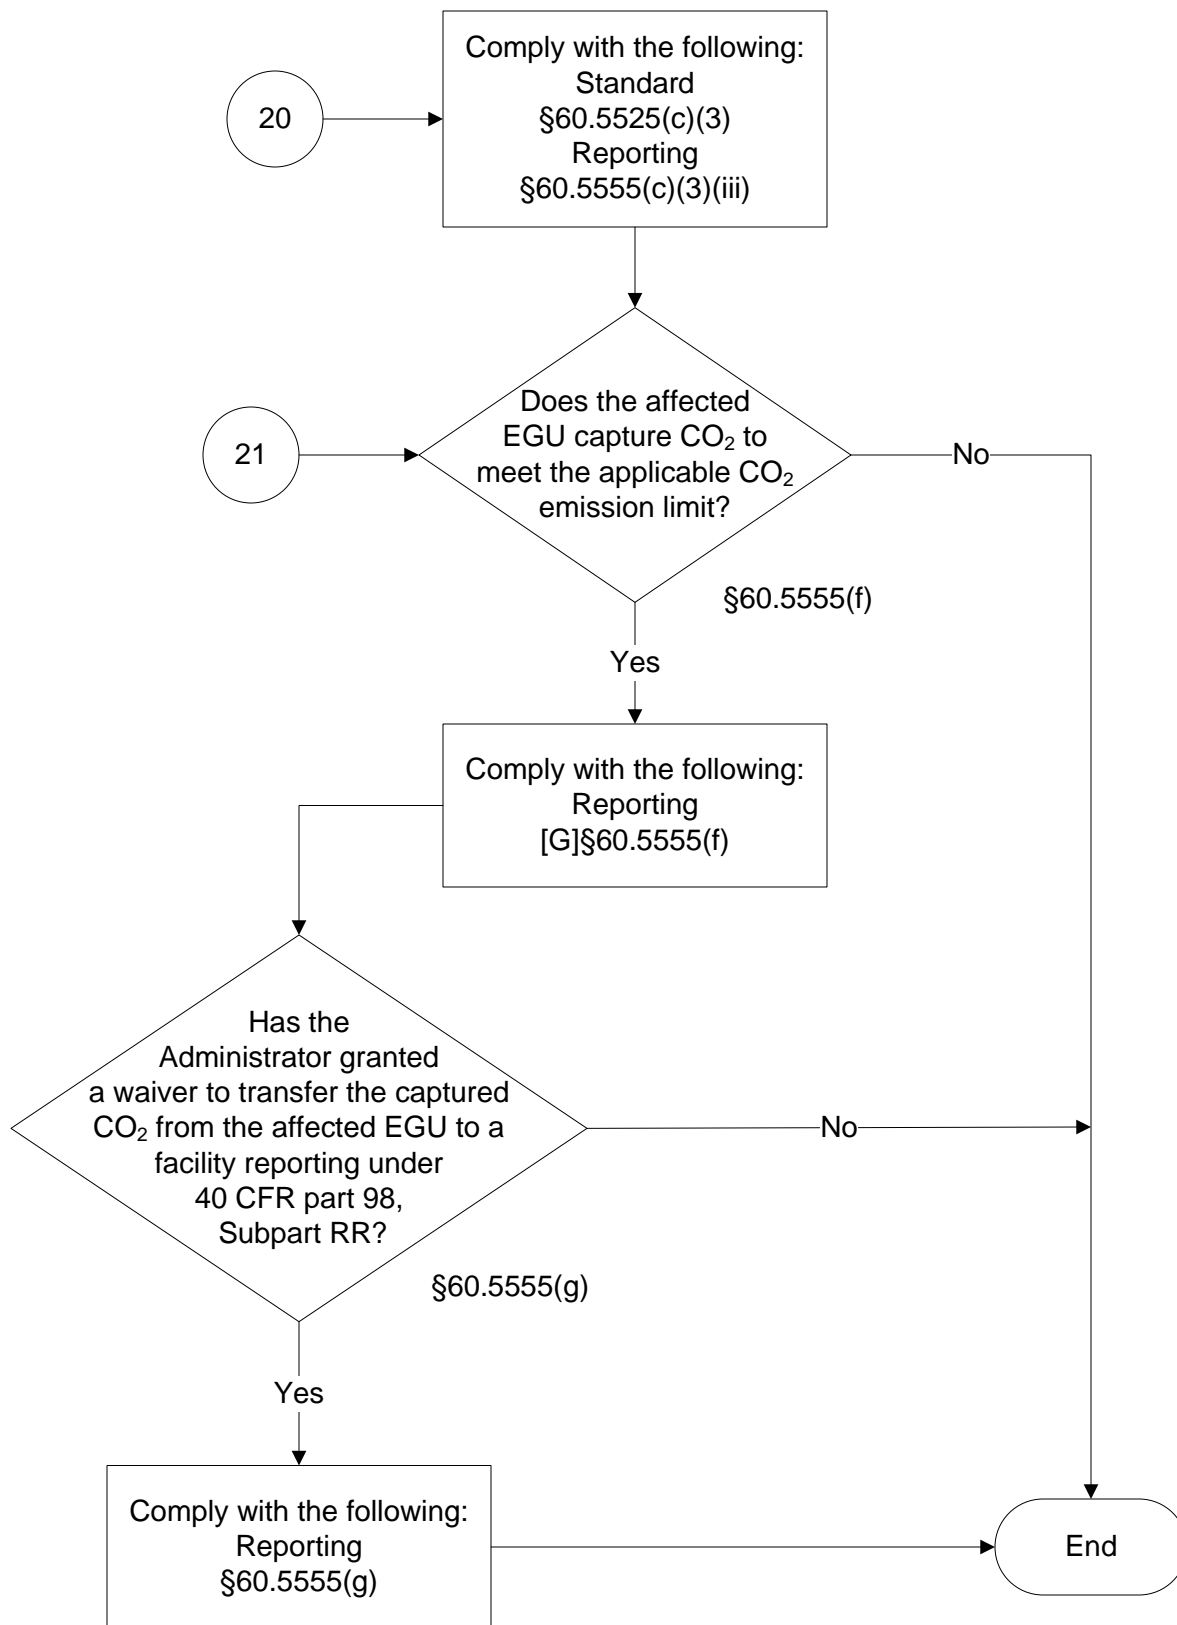 Comply with the following:
Standard
§60.5525(c)(3)
Reporting
§60.5555(c)(3)(iii)
20
Does the affected
EGU capture CO₂ to
meet the applicable CO₂
emission limit?
21
No
§60.5555(f)
Yes
Comply with the following:
Reporting
[G]§60.5555(f)
Has the
Administrator granted
a waiver to transfer the captured
CO₂ from the affected EGU to a
facility reporting under
40 CFR part 98,
Subpart RR?
No
§60.5555(g)
Yes
Comply with the following:
Reporting
§60.5555(g)
End